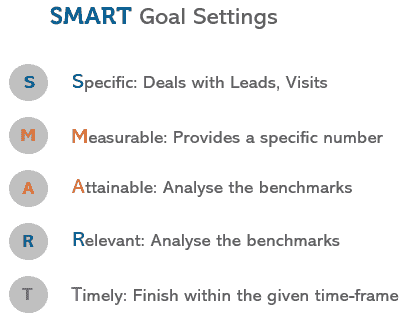 SMART Goal Settings
S Specific: Deals with Leads, Visits
M Measurable: Provides a specific number
A Attainable: Analyse the benchmarks
R Relevant: Analyse the benchmarks
T Timely: Finish within the given time-frame